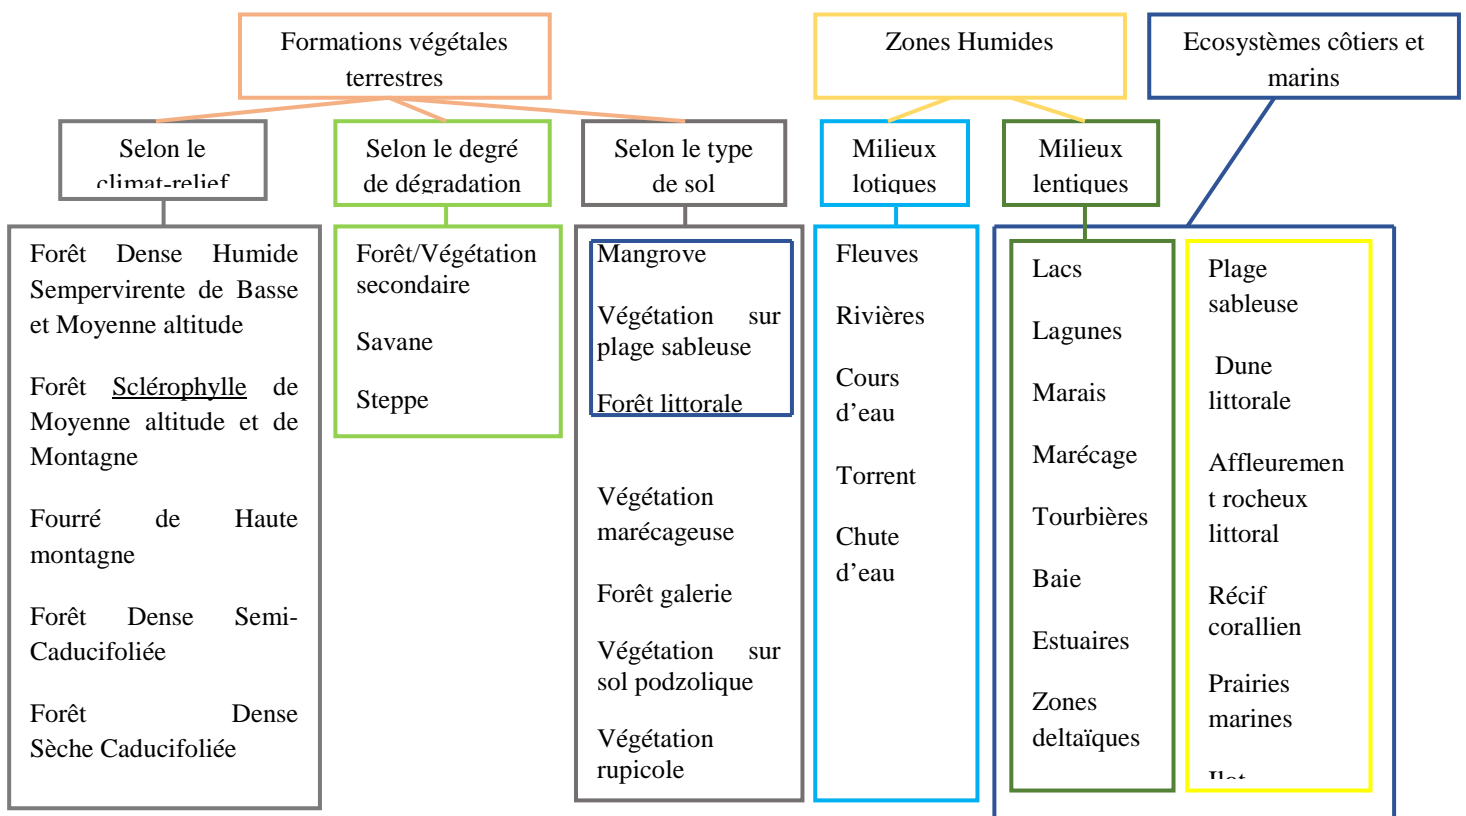 Formations végétales
terrestres
Zones Humides
Ecosystèmes côtiers et
marins
Selon le
climat-relief
Selon le degré
de dégradation
Selon le type
de sol
Milieux
lotiques
Milieux
lentiques
Forêt Dense Humide
Sempervirente de Basse
et Moyenne altitude
Forêt Sclérophylle de
Moyenne altitude et de
Montagne
Fourré de Haute
montagne
Forêt Dense Semi-
Caducifoliée
Forêt Dense
Sèche Caducifoliée
Forêt/Végétation
secondaire
Savane
Steppe
Mangrove
Végétation sur
plage sableuse
Forêt littorale
Végétation
marécageuse
Forêt galerie
Végétation sur
sol podzolique
Végétation
rupicole
Fleuves
Rivières
Cours
d’eau
Torrent
Chute
d’eau
Lacs
Lagunes
Marais
Marécage
Tourbières
Baie
Estuaires
Zones
deltaïques
Plage
sableuse
Dune
littorale
Affleuremen
t rocheux
littoral
Récif
corallien
Prairies
marines
Ilot